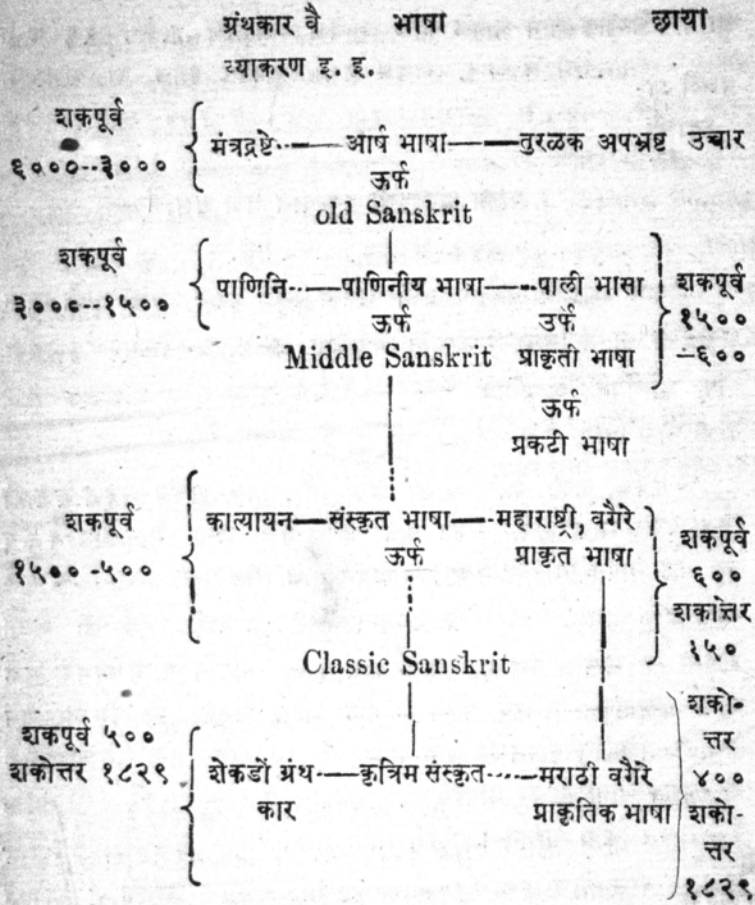 ग्रंथकार वै भाषा छाया
व्याकरण इ. इ.
शकपूर्व
६०००--३००० मंत्रद्रष्टे आर्ष भाषा तुरळक अपभ्रष्ट उच्चार
ऊर्फ
old Sanskrit
शकपूर्व
३०००--१५०० पाणिनि पाणिनीय भाषा पाली भासा शकपूर्व
ऊर्फ उर्फ १५००
Middle Sanskrit प्राकृती भाषा -६००
ऊर्फ
प्रकटी भाषा
शकपूर्व कात्यायन संस्कृत भाषा महाराष्ट्री, वगैरे शकपूर्व
१५००-५०० ऊर्फ प्राकृत भाषा ६००
शकोत्तर
१५०
Classic Sanskrit
शको-
शकपूर्व ५०० त्तर
शकोत्तर १८२९ शेकडों ग्रंथ कृत्रिम संस्कृत मराठी वगैरे ४००
कार प्राकृतिक भाषा शको-
त्तर
१८२९